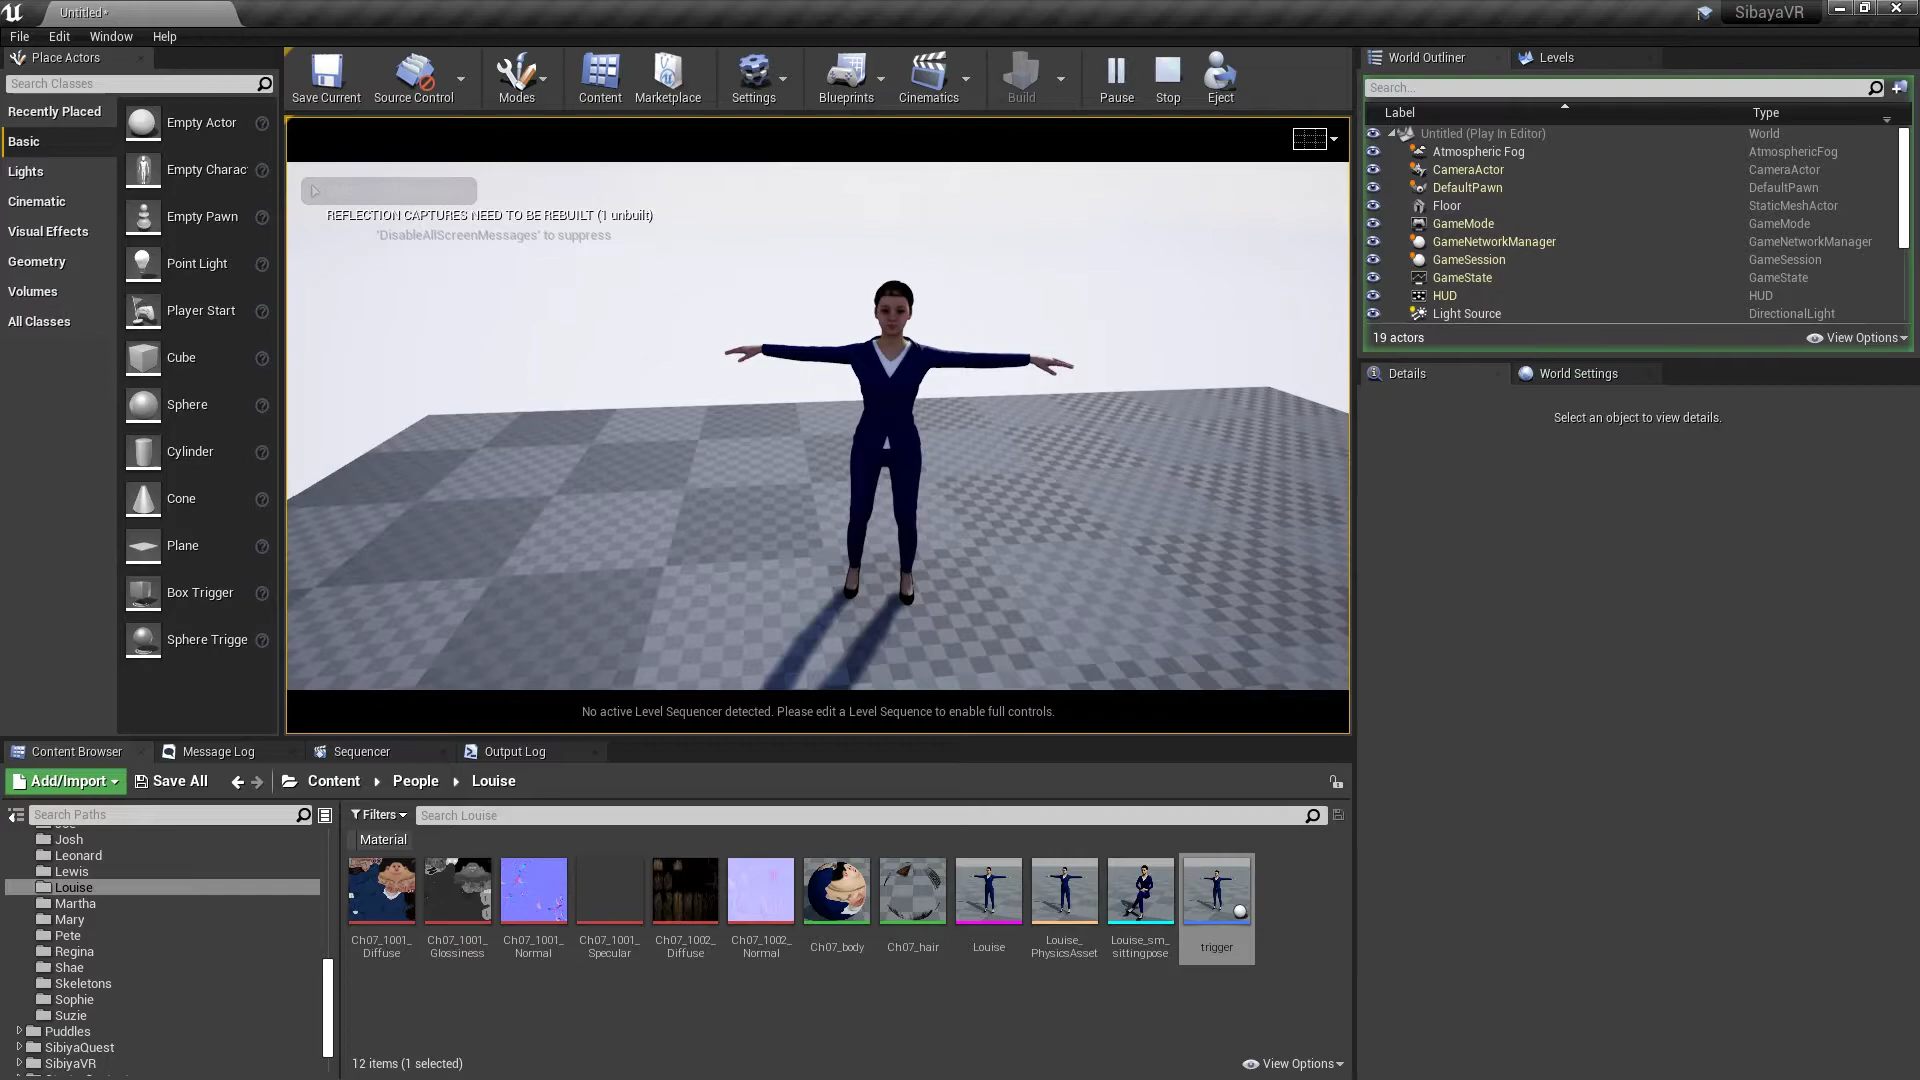 Untitled*
SibayaVR
File Edit Window Help
Place Actors
Search Classes
Recently Placed
Basic
Lights
Cinematic
Visual Effects
Geometry
Volumes
All Classes
Empty Actor
Empty Charac
Empty Pawn
Point Light
Player Start
Cube
Sphere
Cylinder
Cone
Plane
Box Trigger
Sphere Trigge
Save Current
Source Control
Modes
Content
Marketplace
Settings
Blueprints
Cinematics
Build
Pause
Stop
Eject
REFLECTION CAPTURES NEED TO BE REBUILT (1 unbuilt)
'DisableAllScreenMessages' to suppress
No active Level Sequencer detected. Please edit a Level Sequence to enable full controls.
World Outliner
Levels
Search...
Label Type
Untitled (Play In Editor) World
Atmospheric Fog AtmosphericFog
CameraActor CameraActor
DefaultPawn DefaultPawn
Floor StaticMeshActor
GameMode GameMode
GameNetworkManager GameNetworkManager
GameSession GameSession
GameState GameState
HUD HUD
Light Source DirectionalLight
19 actors
View Options
Details
World Settings
Select an object to view details.
Content Browser
Message Log
Sequencer
Output Log
Add/Import
Save All
Content People Louise
Search Paths
Josh
Leonard
Lewis
Louise
Martha
Mary
Pete
Regina
Shae
Skeletons
Sophie
Suzie
Puddles
SibiyaQuest
SibiyaVR
Filters
Search Louise
Material
Ch07_1001_
Diffuse
Ch07_1001_
Glossiness
Ch07_1001_
Normal
Ch07_1001_
Specular
Ch07_1002_
Diffuse
Ch07_1002_
Normal
Ch07_body
Ch07_hair
Louise
Louise_
PhysicsAsset
Louise_sm_
sittingpose
trigger
12 items (1 selected)
View Options